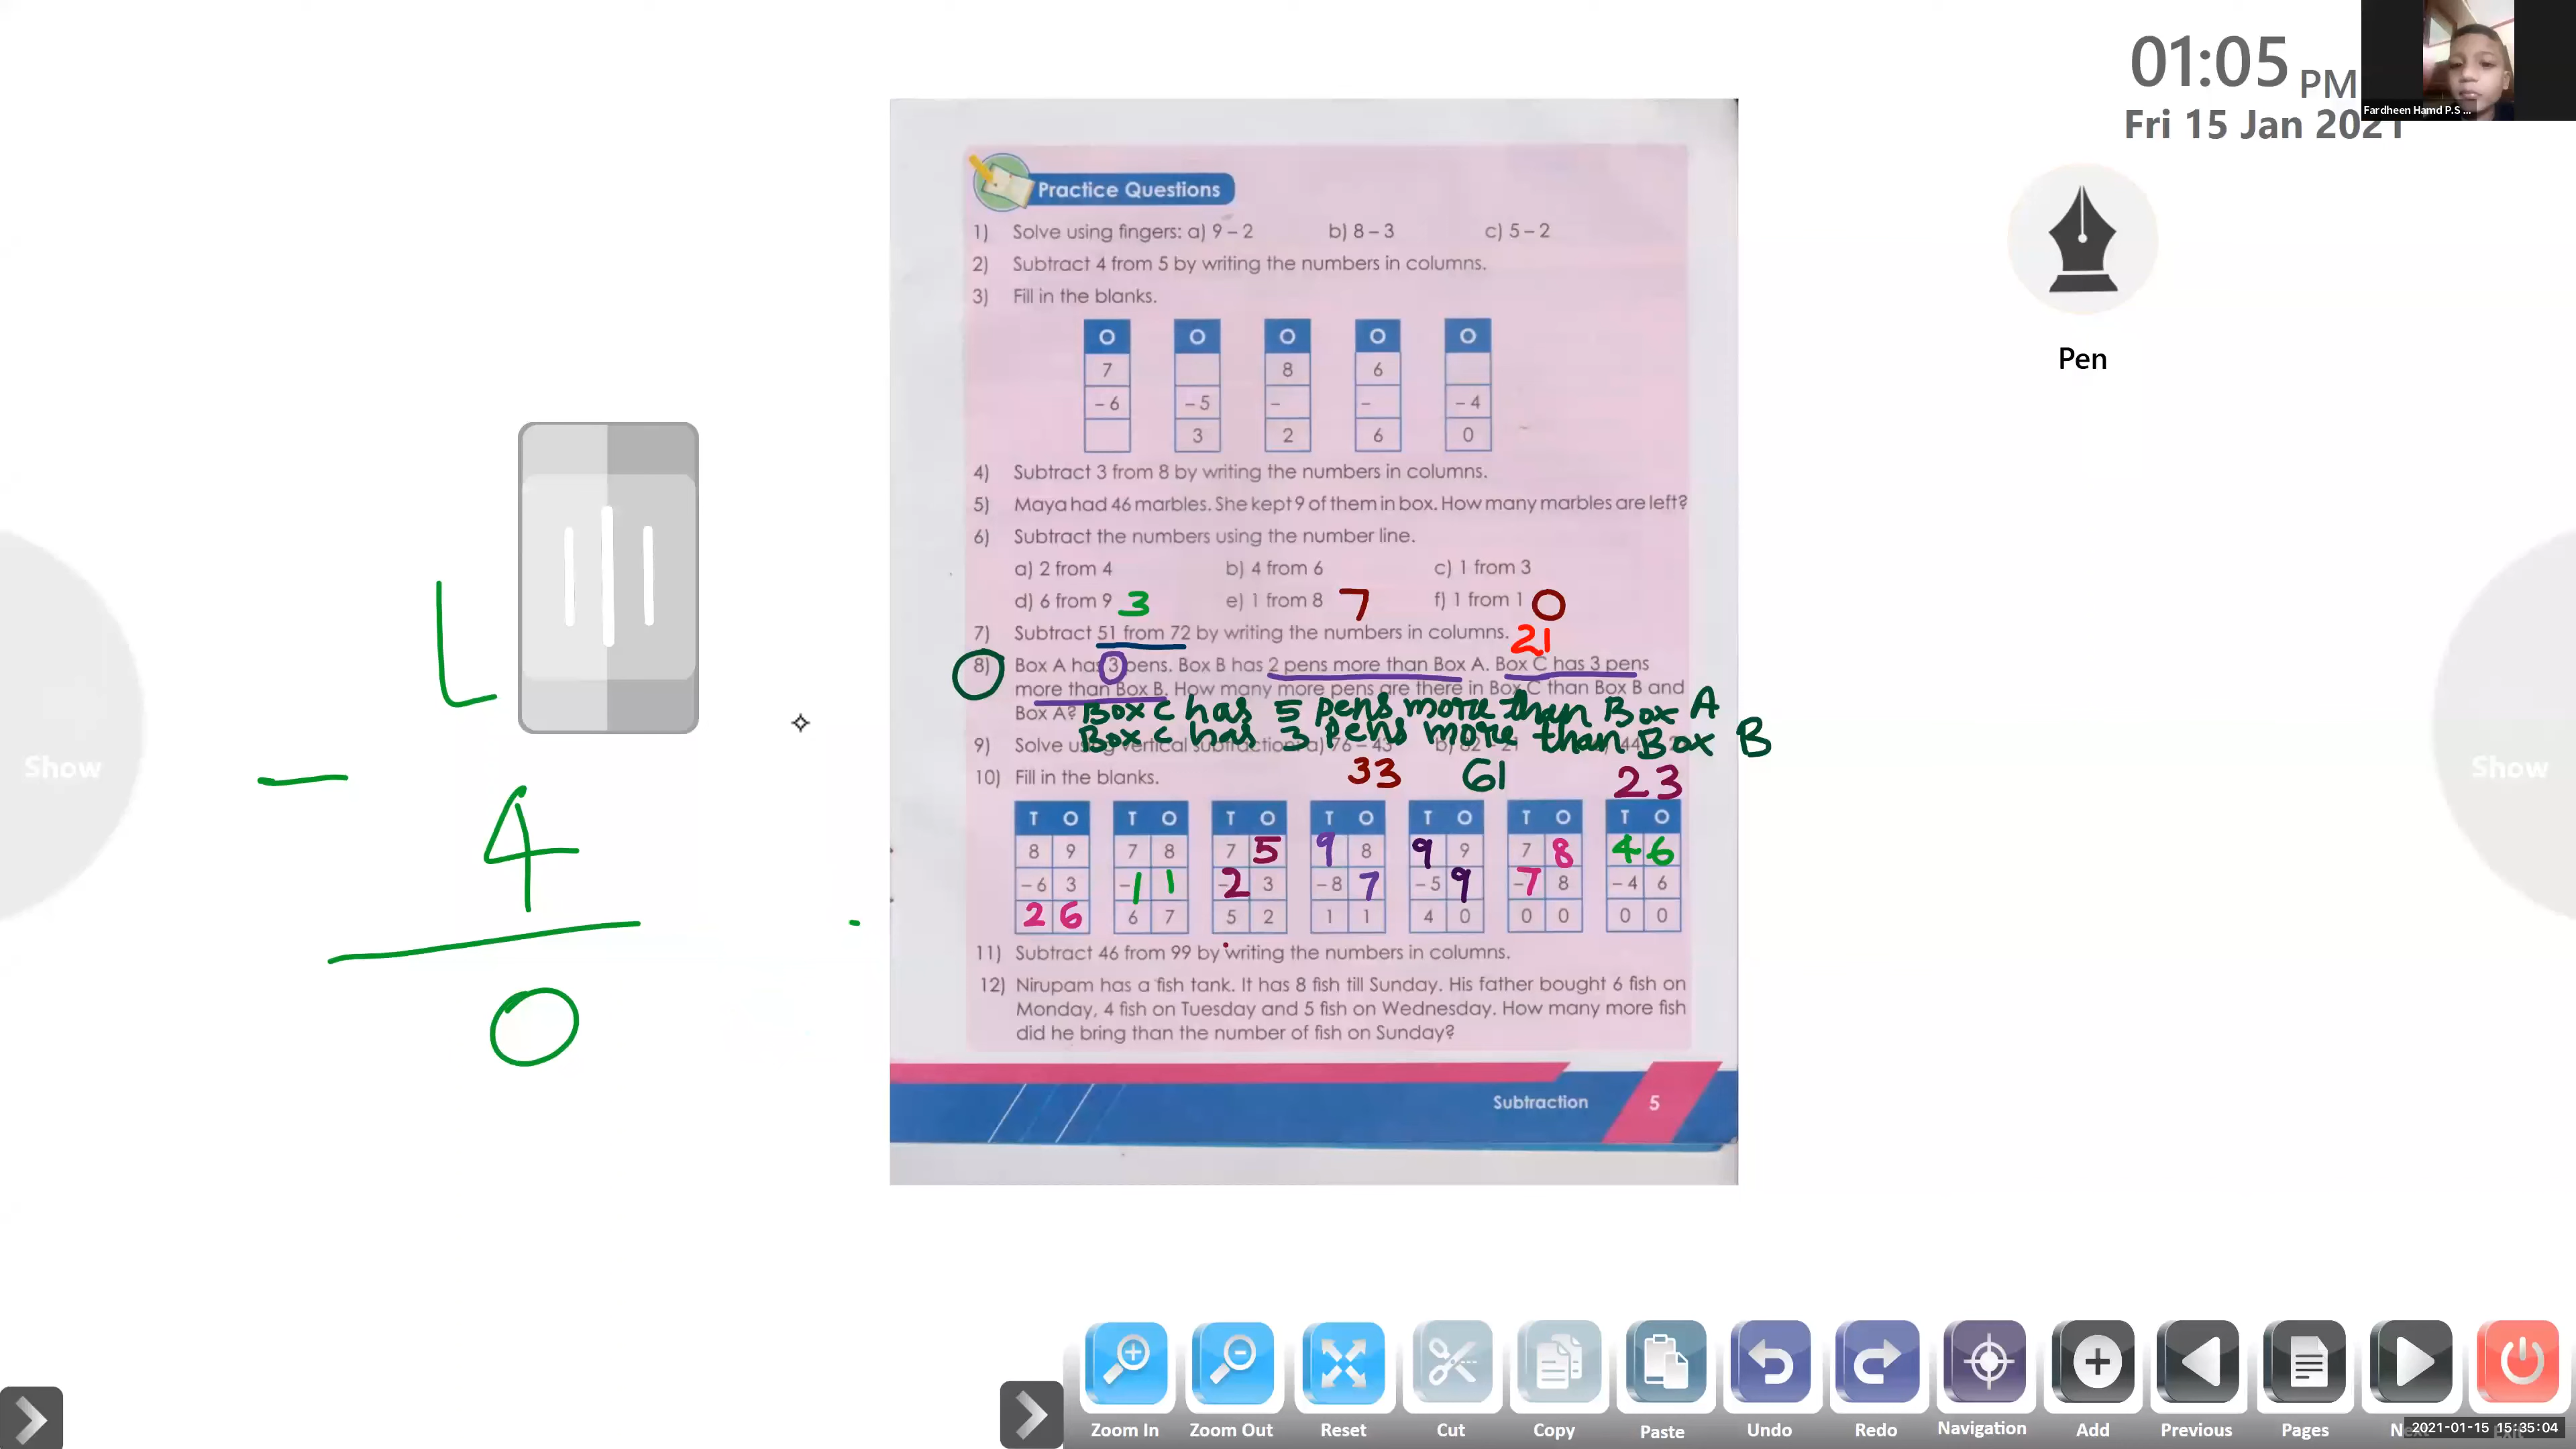 01:05 PM
Fardheen Hamd P.S ...
Fri 15 Jan 2021
Pen
Practice Questions
1) Solve using fingers: a) 9 – 2 b) 8 – 3 c) 5 – 2
2) Subtract 4 from 5 by writing the numbers in columns.
3) Fill in the blanks.
O O O O O
7 8 6
– 6 – 5 – – – 4
3 2 6 0
4) Subtract 3 from 8 by writing the numbers in columns.
5) Maya had 46 marbles. She kept 9 of them in box. How many marbles are left?
6) Subtract the numbers using the number line.
a) 2 from 4 b) 4 from 6 c) 1 from 3
d) 6 from 9 3 e) 1 from 8 7 f) 1 from 1 0
7) Subtract 51 from 72 by writing the numbers in columns. 21
8) Box A has 3 pens. Box B has 2 pens more than Box A. Box C has 3 pens
more than Box B. How many more pens are there in Box C than Box B and
Box A? Box C has 5 pens more than Box A
Box C has 3 pens more than Box B
9) Solve using vertical subtraction: a) 76 – 43 b) 82 – 21 44
33 61 23
10) Fill in the blanks.
T O T O T O T O T O T O T O
8 9 7 8 7 5 9 8 9 9 7 8 4 6
– 6 3 – 1 1 – 2 3 – 8 7 – 5 9 – 7 8 – 4 6
2 6 6 7 5 2 1 1 4 0 0 0 0 0
11) Subtract 46 from 99 by writing the numbers in columns.
12) Nirupam has a fish tank. It has 8 fish till Sunday. His father bought 6 fish on
Monday, 4 fish on Tuesday and 5 fish on Wednesday. How many more fish
did he bring than the number of fish on Sunday?
Subtraction 5
–
4
0
Show
Show
Zoom In Zoom Out Reset Cut Copy Paste Undo Redo Navigation Add Previous Pages
2021-01-15 15:35:04